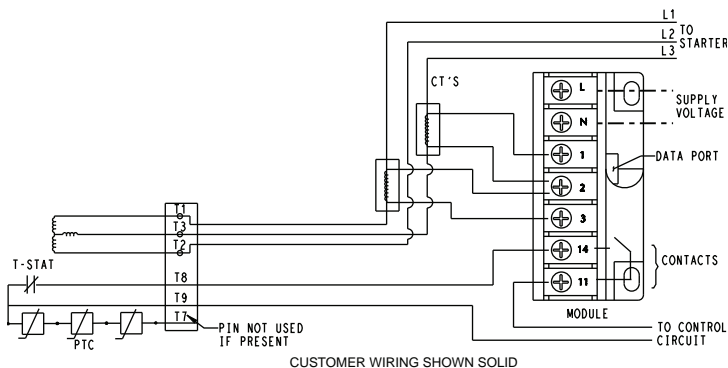 L1
L2 TO
STARTER
L3
CT'S
L
SUPPLY
VOLTAGE
N
1
DATA PORT
2
3
T1
T3
T2
T-STAT
14
CONTACTS
T8
11
T9
MODULE
T7
PIN NOT USED
IF PRESENT
TO CONTROL
CIRCUIT
PTC
CUSTOMER WIRING SHOWN SOLID